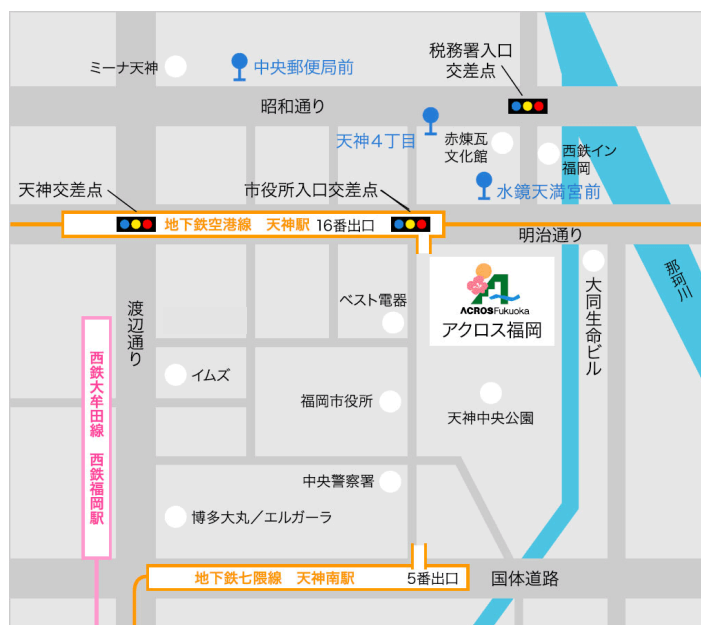 ミーナ天神
中央郵便局前
税務署入口
交差点
昭和通り
天神4丁目
赤煉瓦
文化館
西鉄イン
福岡
天神交差点
市役所入口交差点
水鏡天満宮前
地下鉄空港線 天神駅 16番出口
明治通り
那珂川
渡辺通り
ベスト電器
ACROSFukuoka
アクロス福岡
大同生命ビル
西鉄大牟田線 西鉄福岡駅
イムズ
福岡市役所
天神中央公園
中央警察署
博多大丸／エルガーラ
地下鉄七隈線 天神南駅 5番出口
国体道路